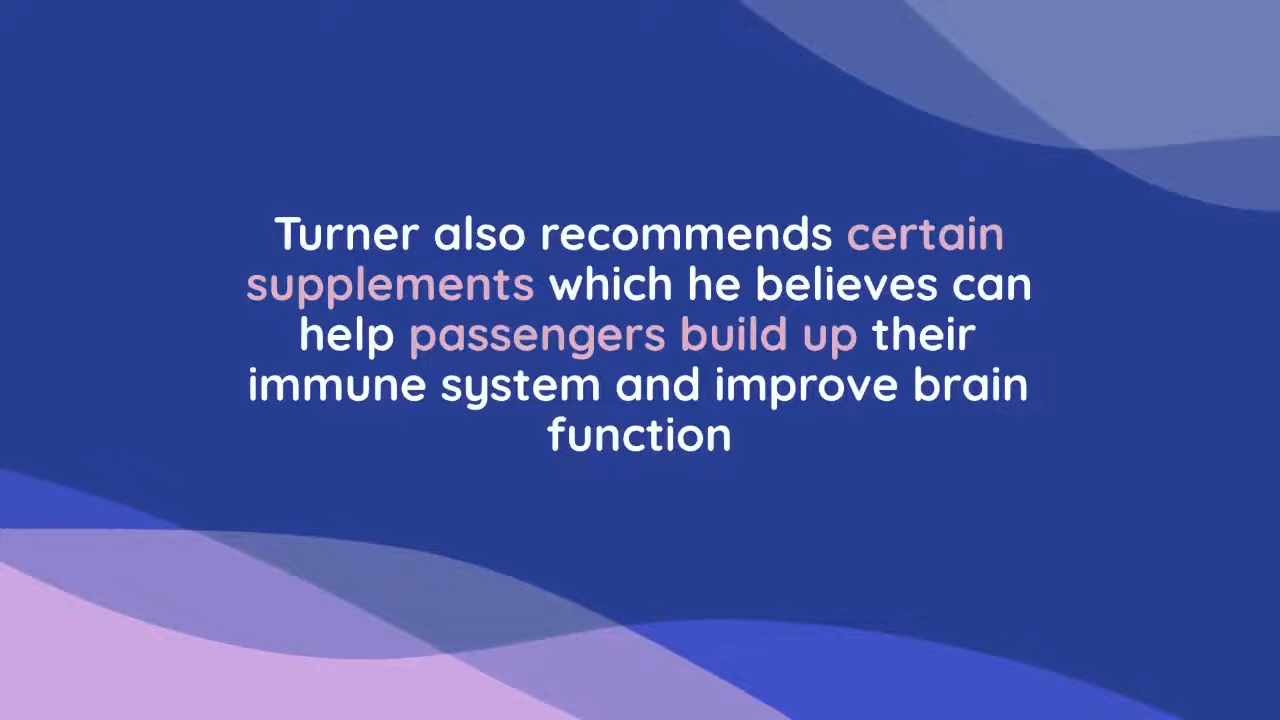 Turner also recommends certain
supplements which he believes can
help passengers build up their
immune system and improve brain
function